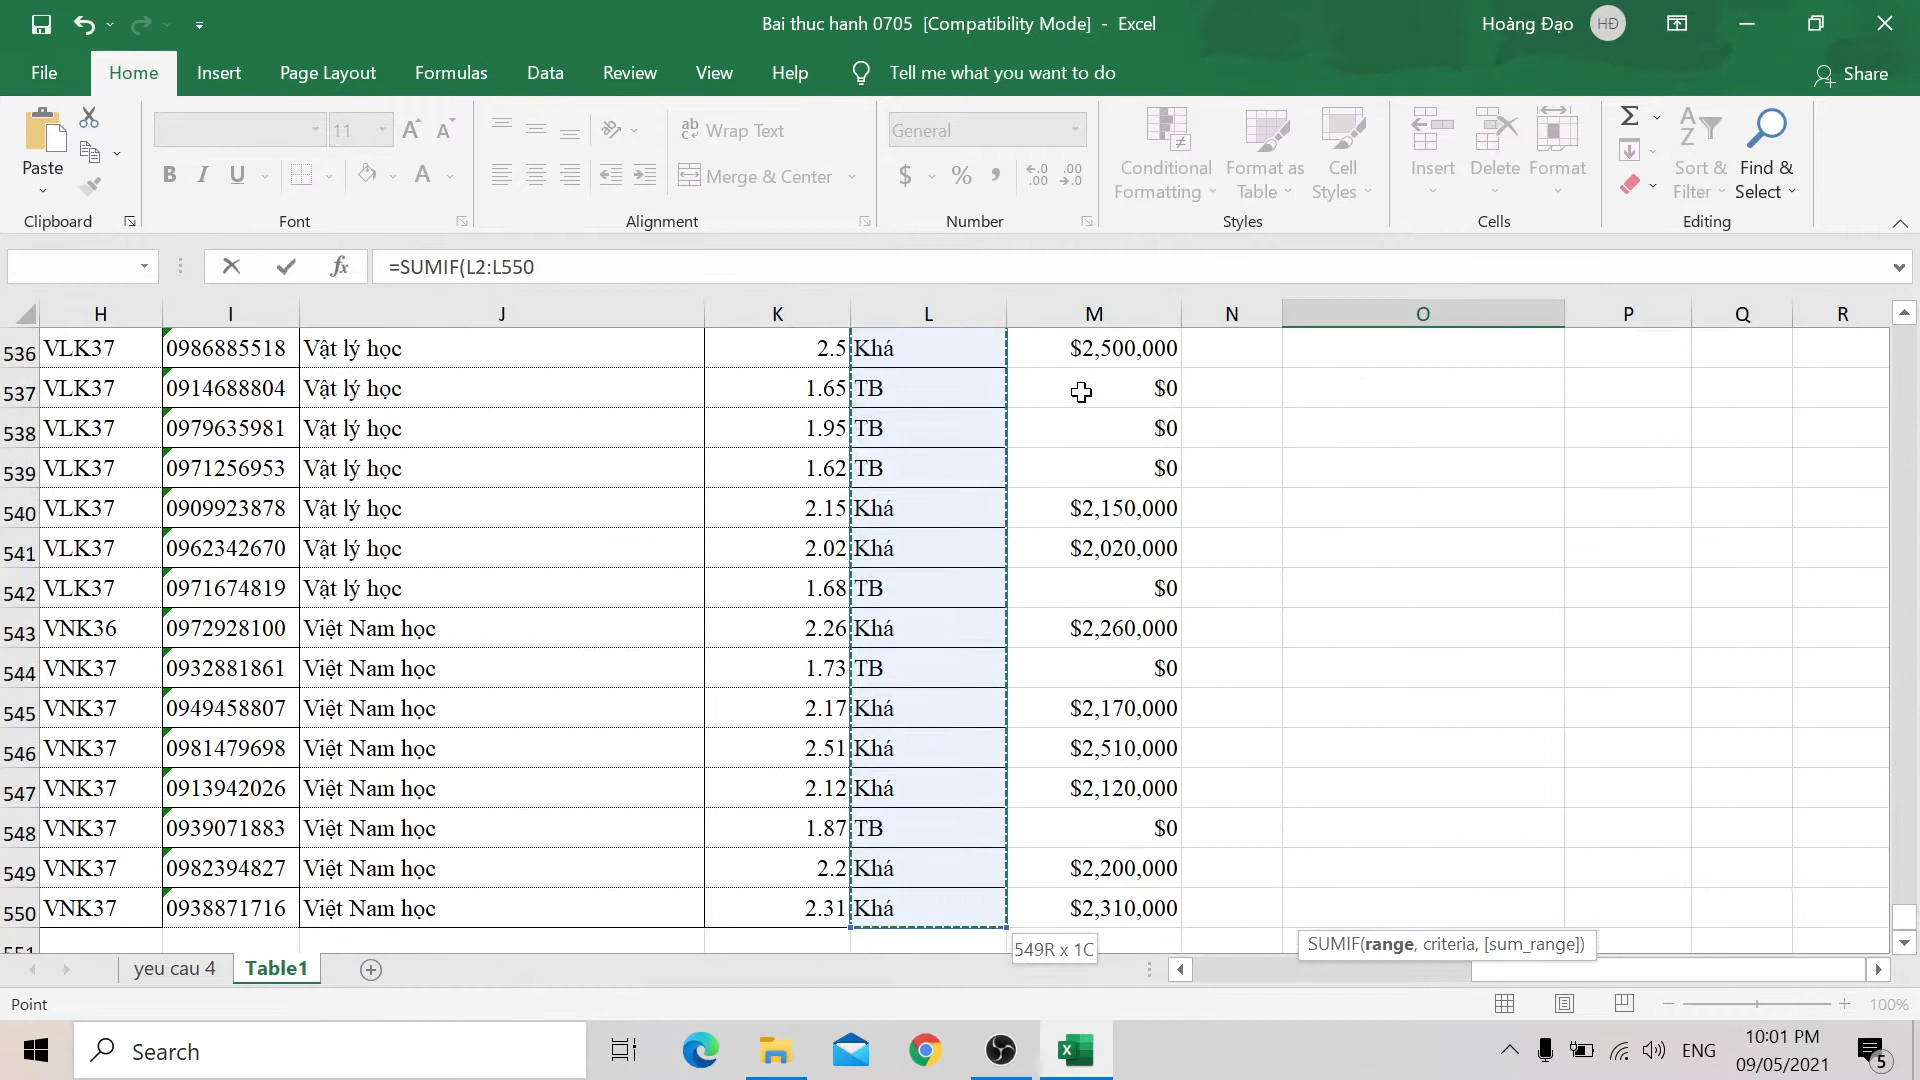 Bai thuc hanh 0705 [Compatibility Mode] - Excel
Hoàng Đạo
HĐ
File
Home
Insert
Page Layout
Formulas
Data
Review
View
Help
Tell me what you want to do
Share
Paste
11
Wrap Text
Merge & Center
General
Conditional Formatting
Format as Table
Cell Styles
Insert
Delete
Format
Sort & Filter
Find & Select
Clipboard
Font
Alignment
Number
Styles
Cells
Editing
fx =SUMIF(L2:L550
H I J K L M N O P Q R
536 VLK37 0986885518 Vật lý học 2.5 Khá $2,500,000
537 VLK37 0914688804 Vật lý học 1.65 TB $0
538 VLK37 0979635981 Vật lý học 1.95 TB $0
539 VLK37 0971256953 Vật lý học 1.62 TB $0
540 VLK37 0909923878 Vật lý học 2.15 Khá $2,150,000
541 VLK37 0962342670 Vật lý học 2.02 Khá $2,020,000
542 VLK37 0971674819 Vật lý học 1.68 TB $0
543 VNK36 0972928100 Việt Nam học 2.26 Khá $2,260,000
544 VNK37 0932881861 Việt Nam học 1.73 TB $0
545 VNK37 0949458807 Việt Nam học 2.17 Khá $2,170,000
546 VNK37 0981479698 Việt Nam học 2.51 Khá $2,510,000
547 VNK37 0913942026 Việt Nam học 2.12 Khá $2,120,000
548 VNK37 0939071883 Việt Nam học 1.87 TB $0
549 VNK37 0982394827 Việt Nam học 2.2 Khá $2,200,000
550 VNK37 0938871716 Việt Nam học 2.31 Khá $2,310,000
551
549R x 1C
SUMIF(range, criteria, [sum_range])
yeu cau 4
Table1
Point
100%
Search
ENG
10:01 PM
09/05/2021
5